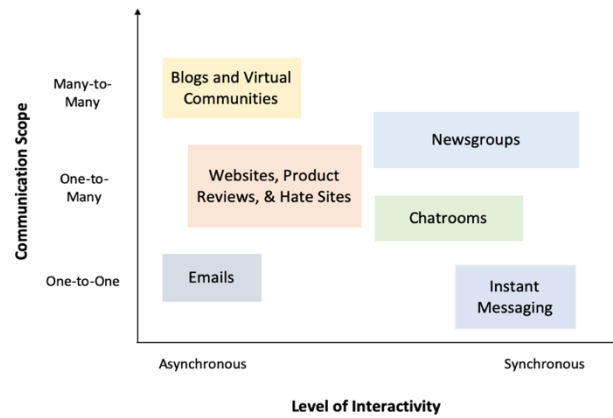 Communication Scope
Many-to-
Many
One-to-
Many
One-to-One
Blogs and Virtual
Communities
Newsgroups
Websites, Product
Reviews, & Hate Sites
Chatrooms
Emails
Instant
Messaging
Asynchronous
Synchronous
Level of Interactivity